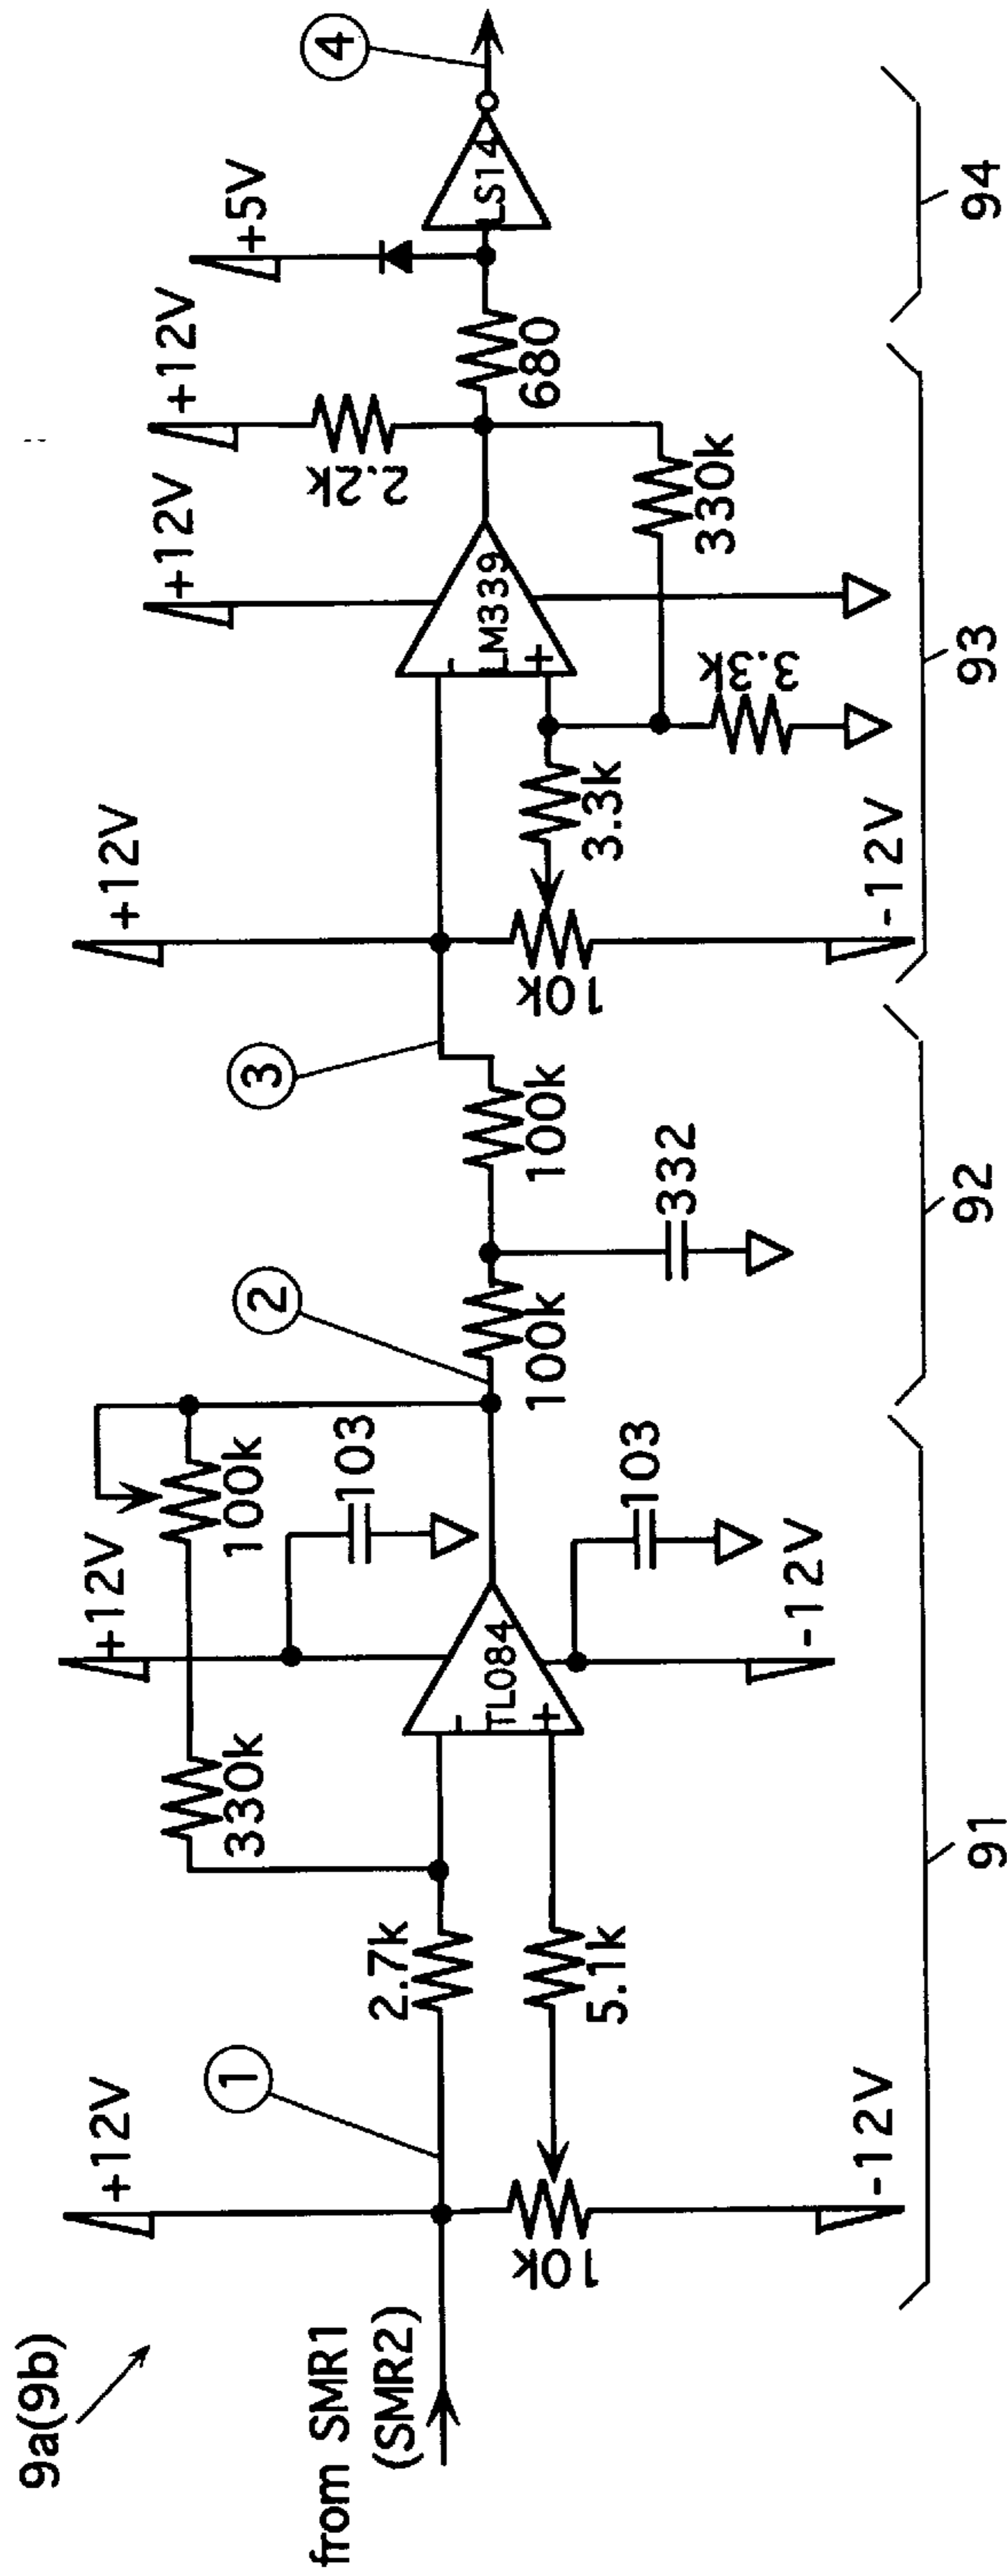 9a(9b)
from SMR1
(SMR2)
+12V
10k
-12V
1
2.7k
5.1k
330k
+12V
100k
103
TL084
-
+
103
-12V
2
100k
332
100k
3
+12V
10k
-12V
3.3k
3.3k
+12V
LM339
-
+
330k
+12V
2.2k
680
+5V
LS14
4
91
92
93
94